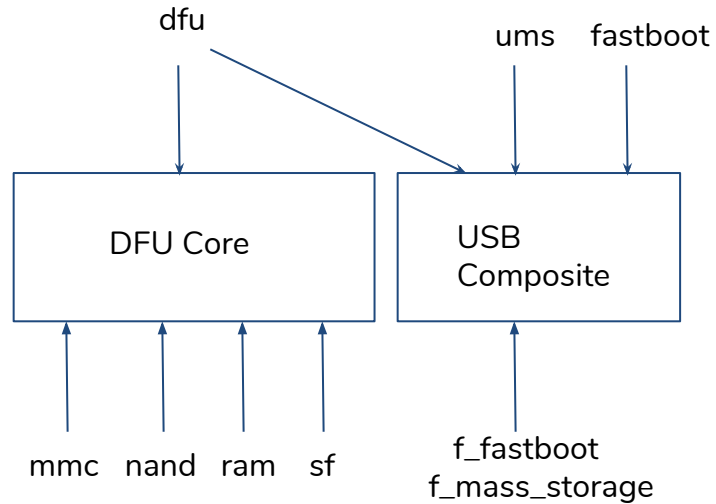 dfu
ums fastboot
DFU Core
USB
Composite
mmc nand ram sf
f_fastboot
f_mass_storage